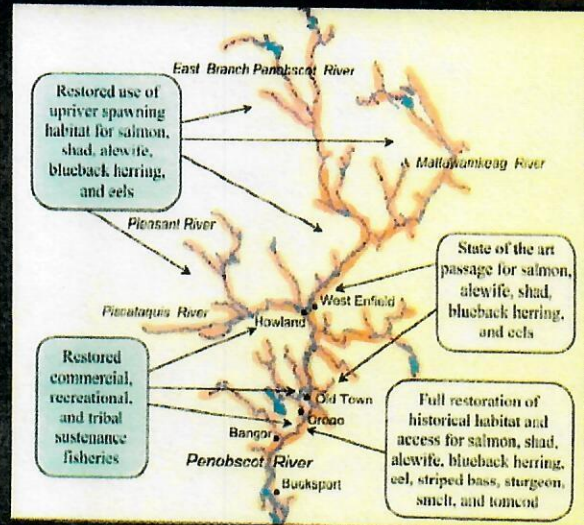 East Branch Penobscot River
Restored use of
upriver spawning
habitat for salmon,
shad, alewife,
blueback herring,
and eels
Mattawamkeag River
Pleasant River
State of the art
passage for salmon,
alewife, shad,
blueback herring,
and eels
West Enfield
Piscataquis River
Howland
Restored
commercial,
recreational,
and tribal
sustenance
fisheries
Old Town
Orono
Bangor
Full restoration of
historical habitat and
access for salmon, shad,
alewife, blueback herring,
eel, striped bass, sturgeon,
smelt, and tomcod
Penobscot River
Bucksport